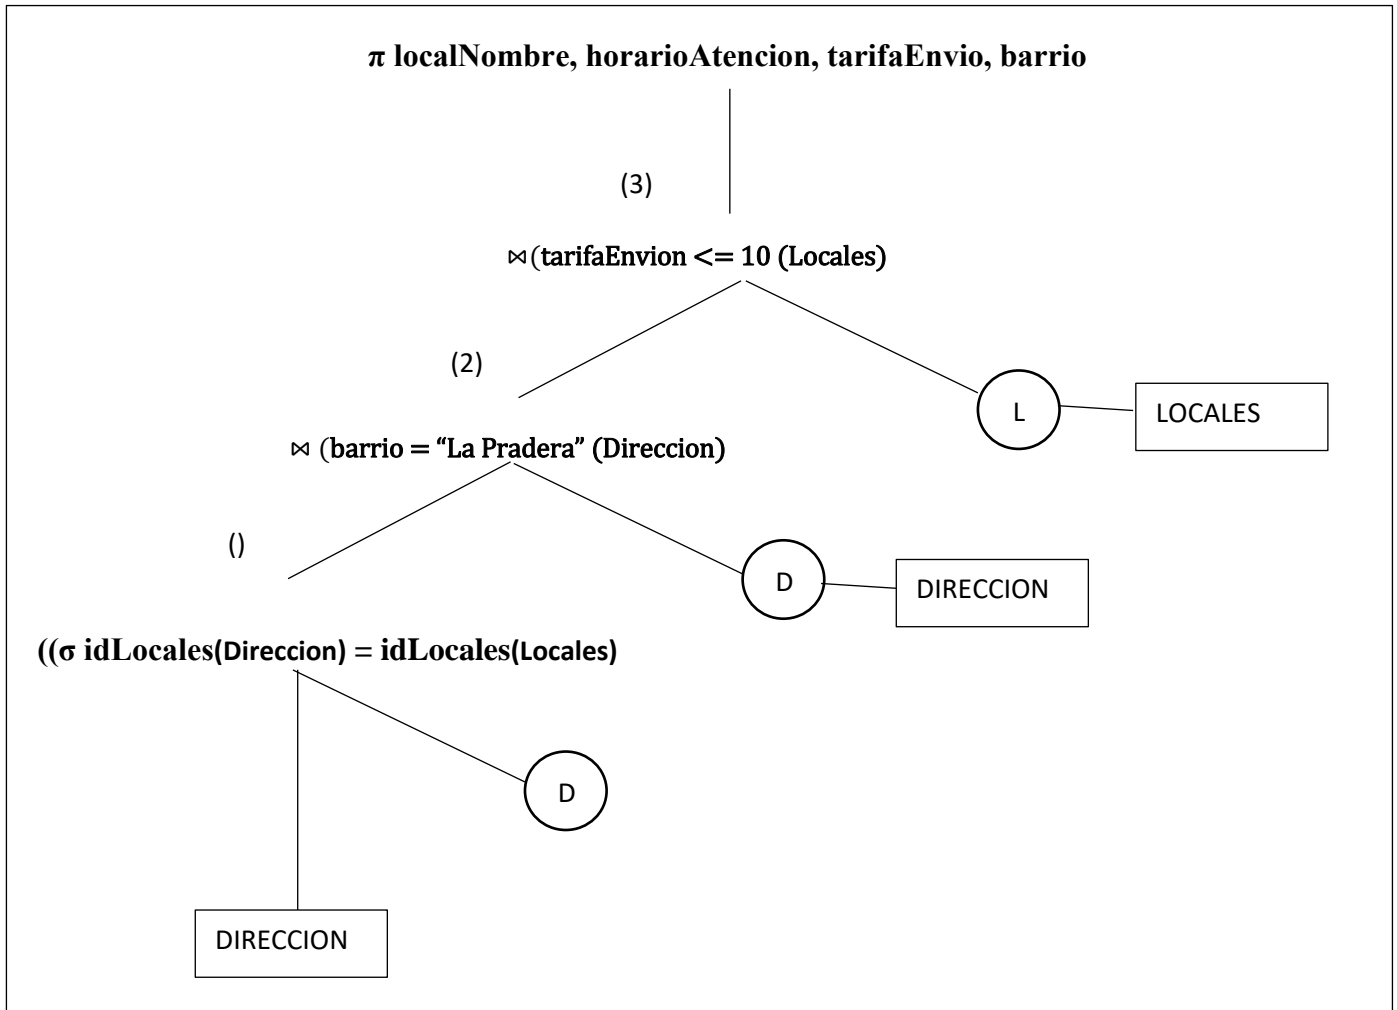 π localNombre, horarioAtencion, tarifaEnvio, barrio
(3)
⋈(tarifaEnvion <= 10 (Locales)
(2)
L
LOCALES
⋈ (barrio = “La Pradera” (Direccion)
()
D
DIRECCION
((σ idLocales(Direccion) = idLocales(Locales)
D
DIRECCION